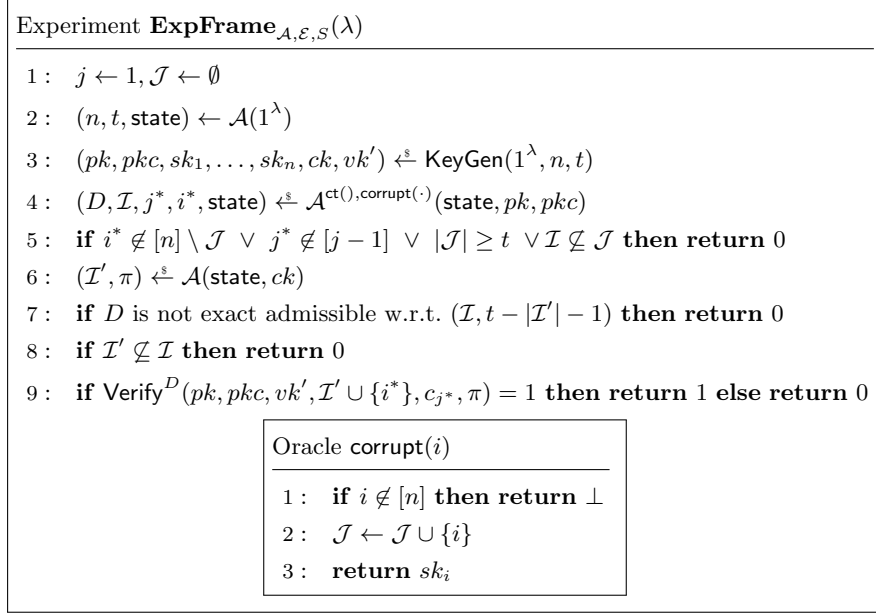 Experiment ExpFrame_{𝒜,ℰ,S}(λ)
1 : j ← 1, 𝒥 ← ∅
2 : (n, t, state) ← 𝒜(1^λ)
3 : (pk, pkc, sk_1, . . . , sk_n, ck, vk′) ←$ KeyGen(1^λ, n, t)
4 : (D, ℐ, j*, i*, state) ←$ 𝒜^{ct(),corrupt(·)}(state, pk, pkc)
5 : if i* ∉ [n] \ 𝒥 ∨ j* ∉ [j − 1] ∨ |𝒥| ≥ t ∨ ℐ ⊈ 𝒥 then return 0
6 : (ℐ′, π) ←$ 𝒜(state, ck)
7 : if D is not exact admissible w.r.t. (ℐ, t − |ℐ′| − 1) then return 0
8 : if ℐ′ ⊈ ℐ then return 0
9 : if Verify^D(pk, pkc, vk′, ℐ′ ∪ {i*}, c_{j*}, π) = 1 then return 1 else return 0
Oracle corrupt(i)
1 : if i ∉ [n] then return ⊥
2 : 𝒥 ← 𝒥 ∪ {i}
3 : return sk_i